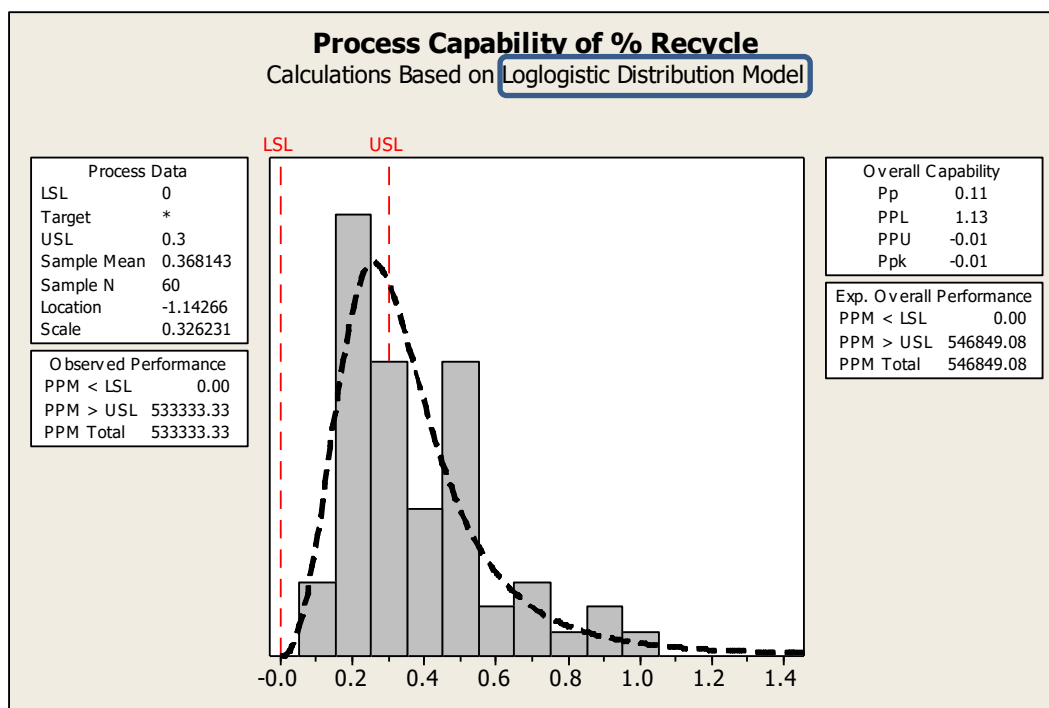 Process Capability of % Recycle
Calculations Based on Loglogistic Distribution Model
LSL
USL
Process Data
LSL 0
Target *
USL 0.3
Sample Mean 0.368143
Sample N 60
Location -1.14266
Scale 0.326231
Observed Performance
PPM < LSL 0.00
PPM > USL 533333.33
PPM Total 533333.33
Overall Capability
Pp 0.11
PPL 1.13
PPU -0.01
Ppk -0.01
Exp. Overall Performance
PPM < LSL 0.00
PPM > USL 546849.08
PPM Total 546849.08
-0.0 0.2 0.4 0.6 0.8 1.0 1.2 1.4